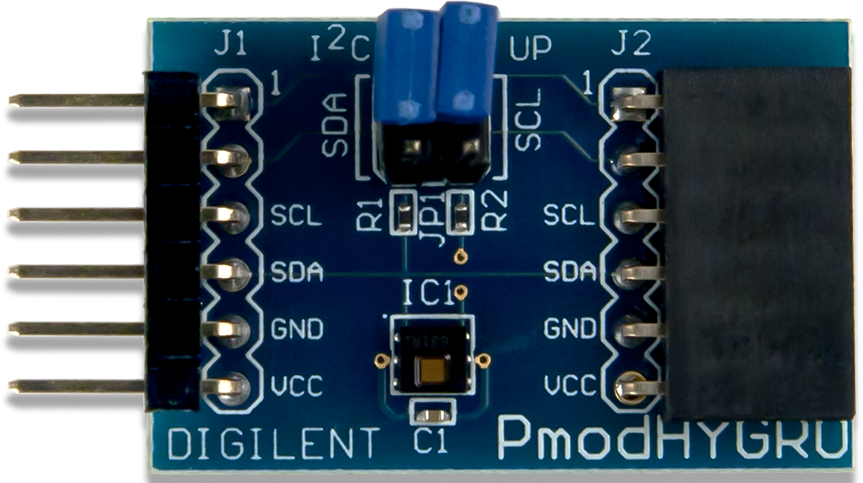 J1 I²C UP J2
1 1
SDA SCL
R1 JP1 R2
SCL SCL
SDA SDA
IC1
GND GND
VCC VCC
C1
DIGILENT PmodHYGRO